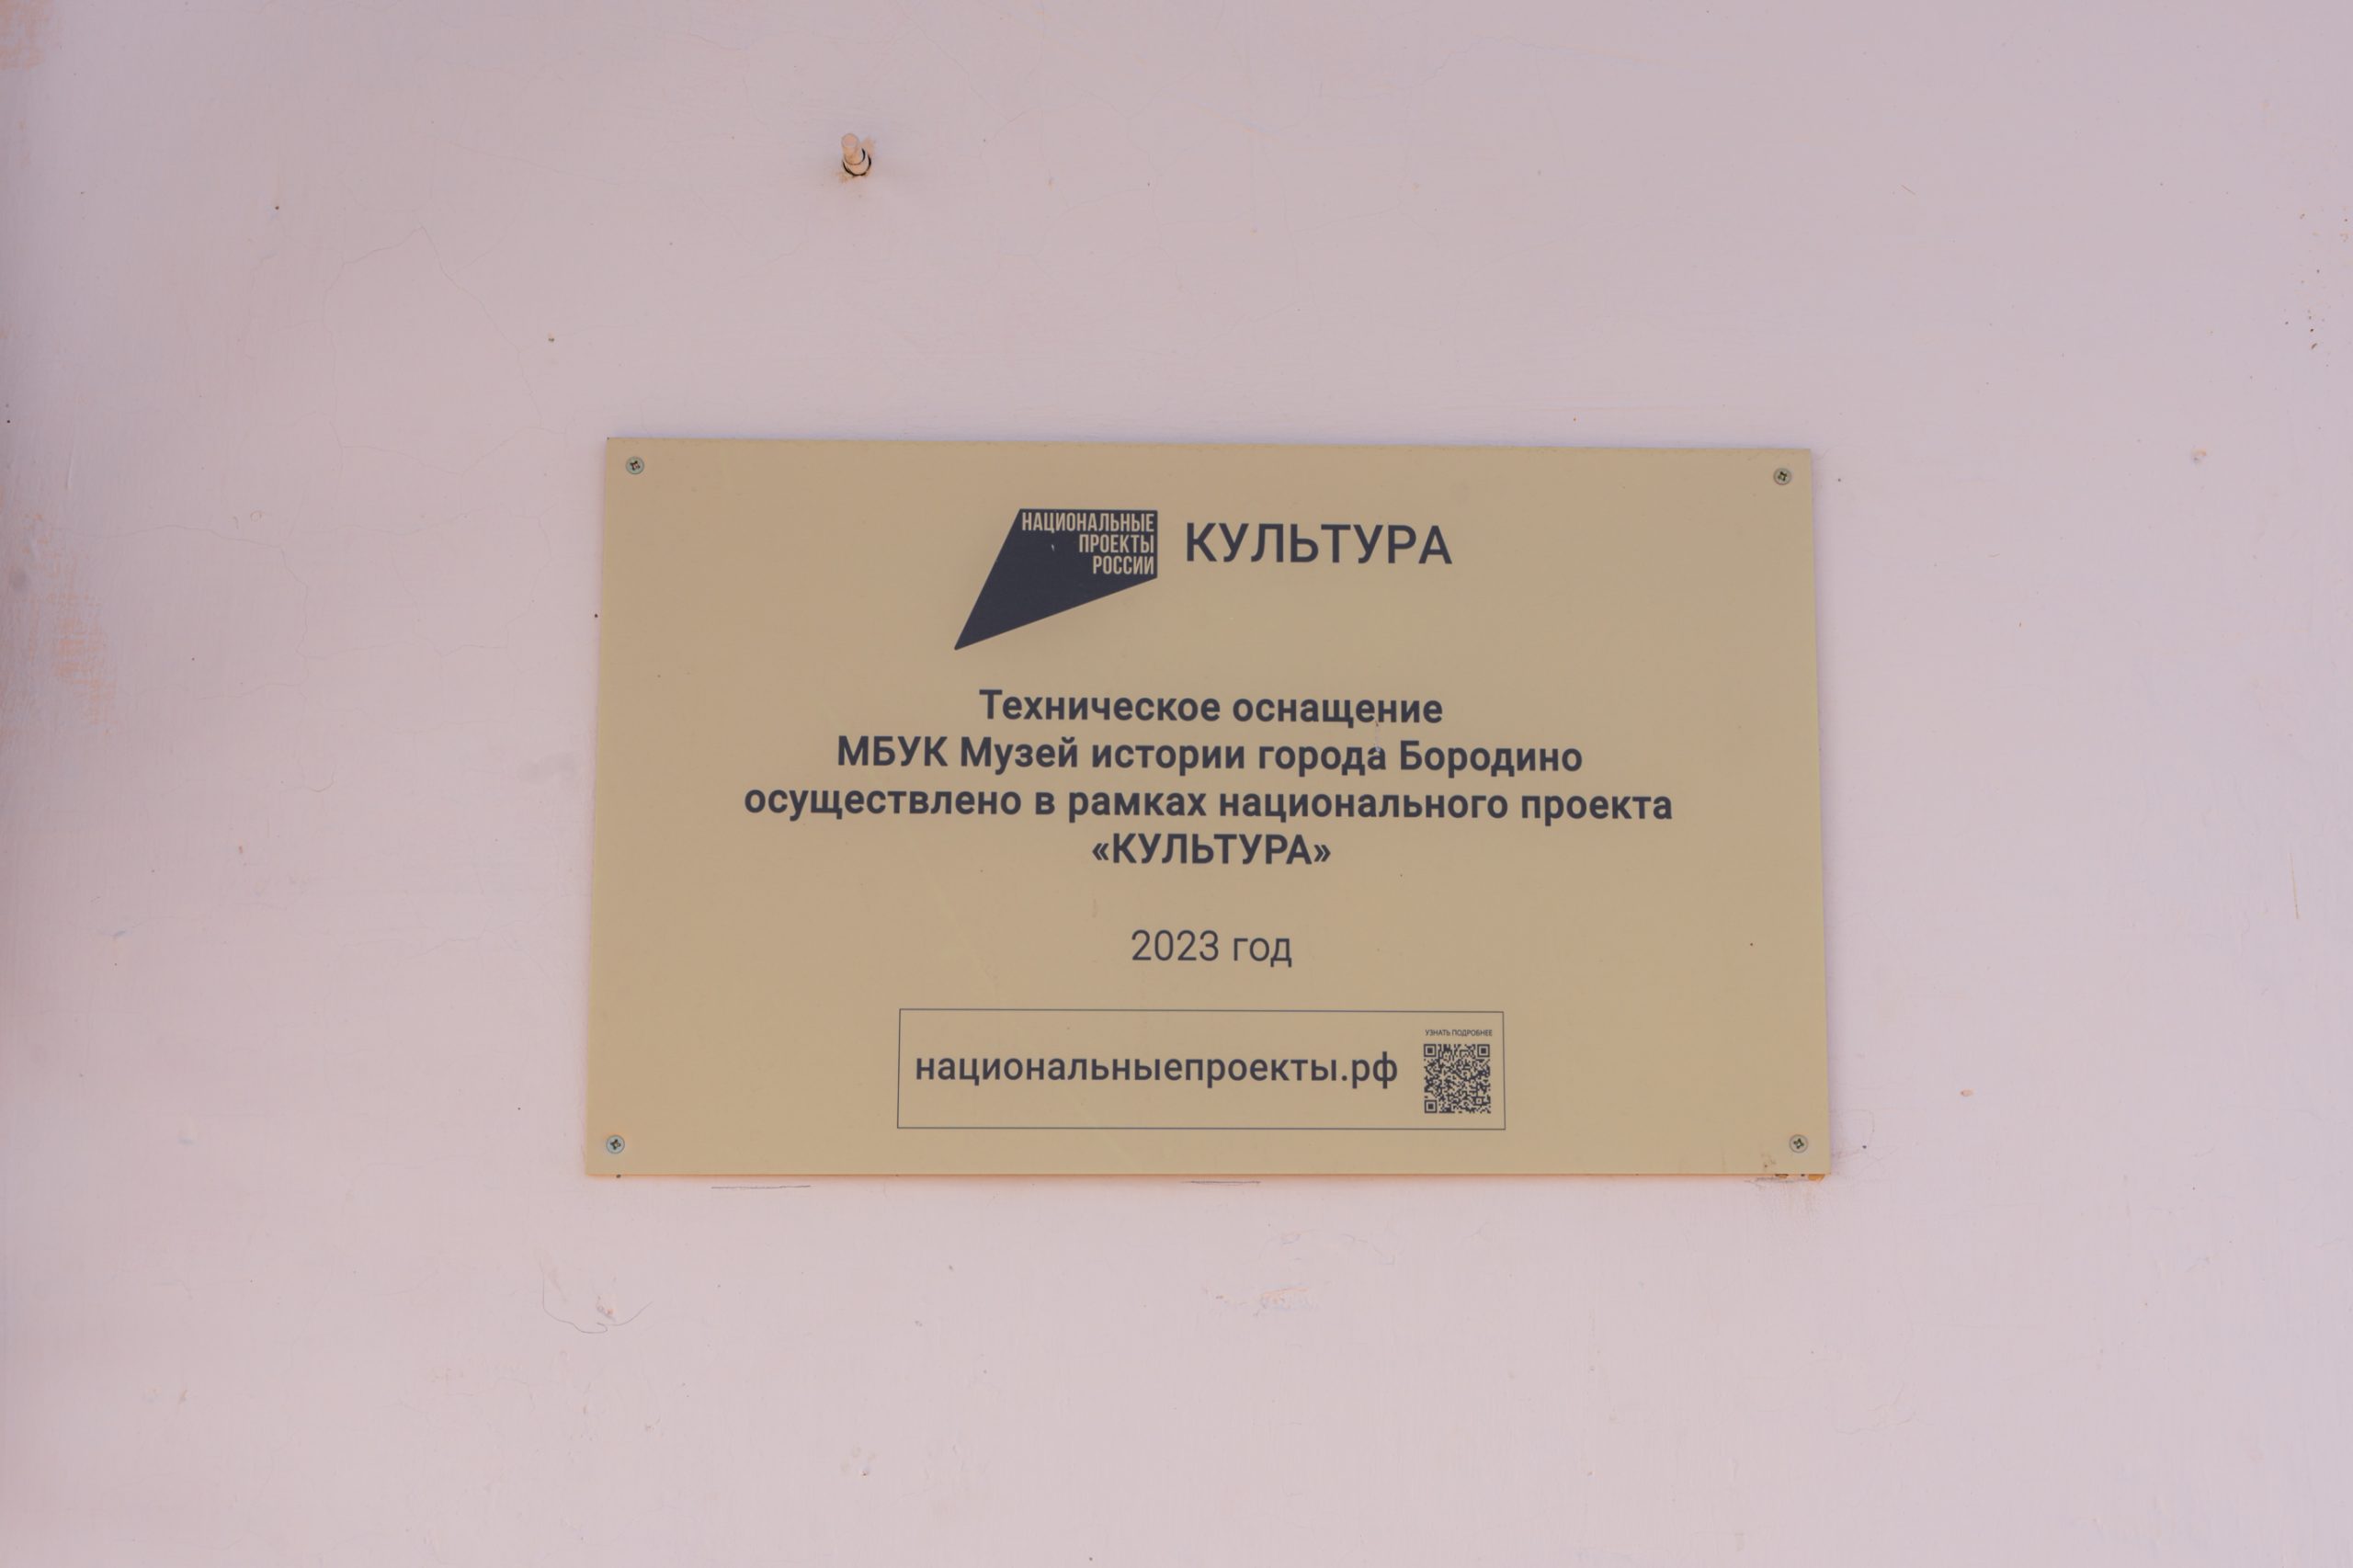 НАЦИОНАЛЬНЫЕ
ПРОЕКТЫ
РОССИИ
КУЛЬТУРА
Техническое оснащение
МБУК Музей истории города Бородино
осуществлено в рамках национального проекта
«КУЛЬТУРА»
2023 год
УЗНАТЬ ПОДРОБНЕЕ
национальныепроекты.рф